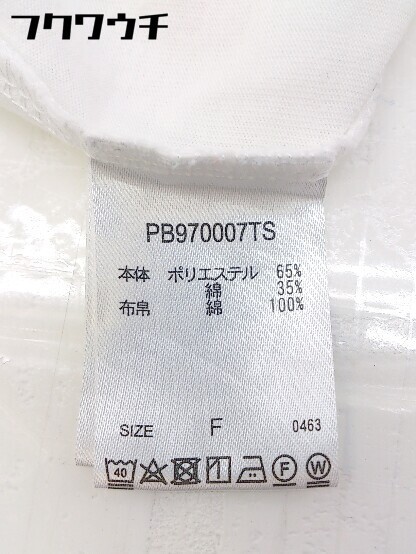 フクワウチ
PB970007TS
本体 ポリエステル 65%
綿 35%
布帛 綿 100%
SIZE F 0463
40 F W